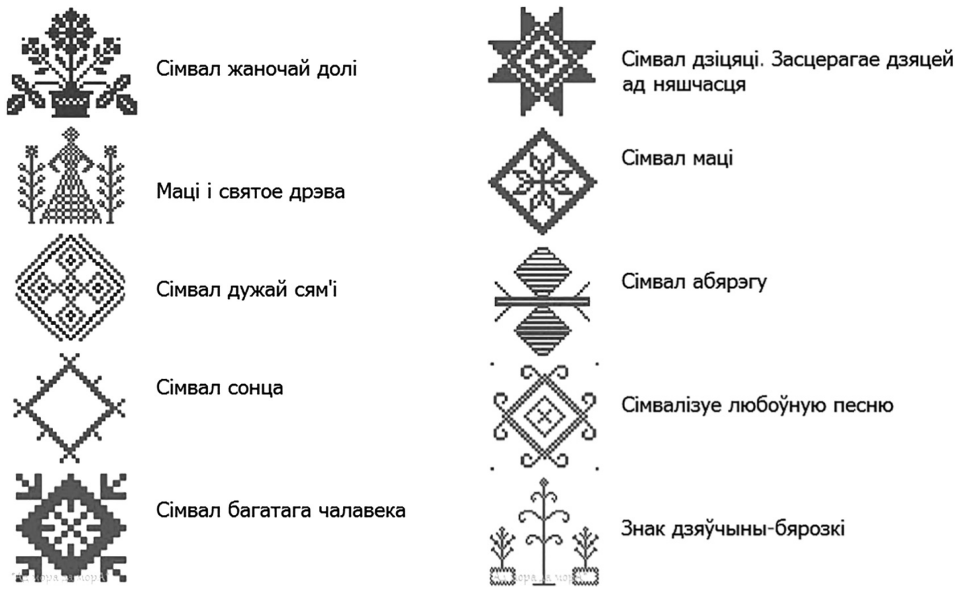 Сімвал жаночай долі
Маці і святое дрэва
Сімвал дужай сям'і
Сімвал сонца
Сімвал багатага чалавека
Сімвал дзіцяці. Засцерагае дзяцей
ад няшчасця
Сімвал маці
Сімвал абярэгу
Сімвалізуе любоўную песню
Знак дзяўчыны-бярозкі